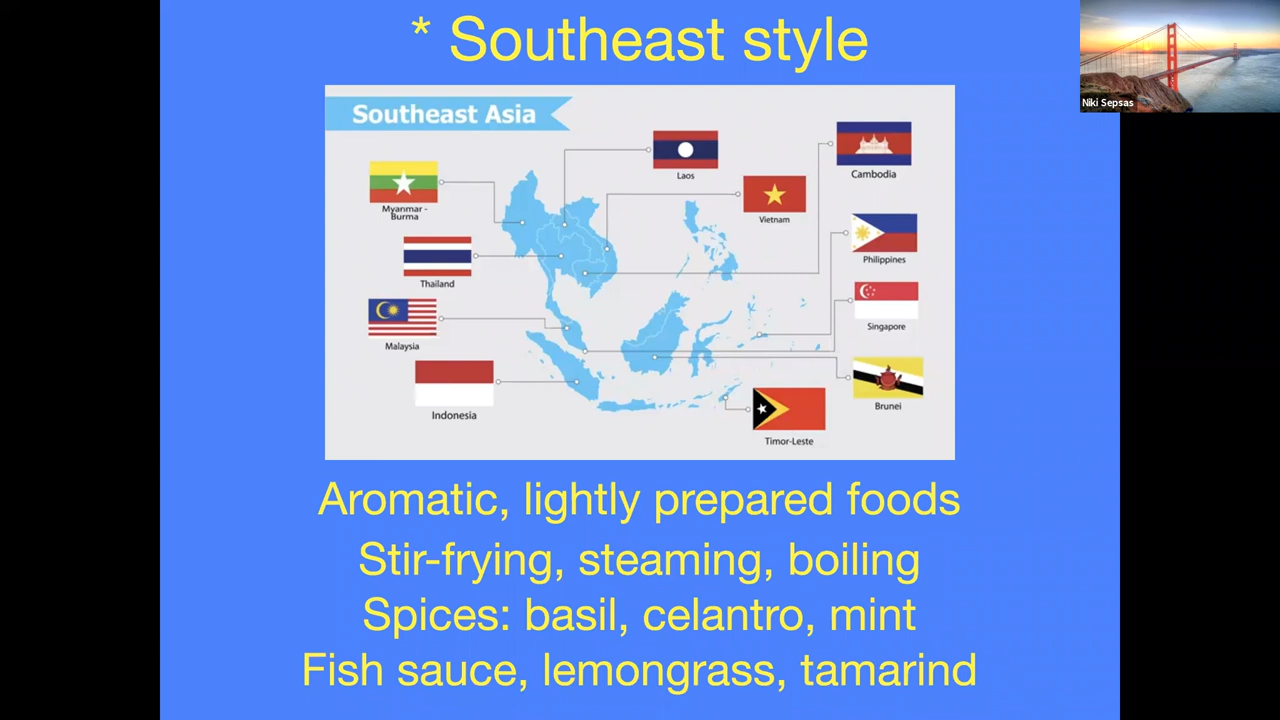 * Southeast style
Niki Sepsas
Southeast Asia
Laos
Cambodia
Myanmar -
Burma
Vietnam
Philippines
Thailand
Singapore
Malaysia
Indonesia
Brunei
Timor-Leste
Aromatic, lightly prepared foods
Stir-frying, steaming, boiling
Spices: basil, celantro, mint
Fish sauce, lemongrass, tamarind